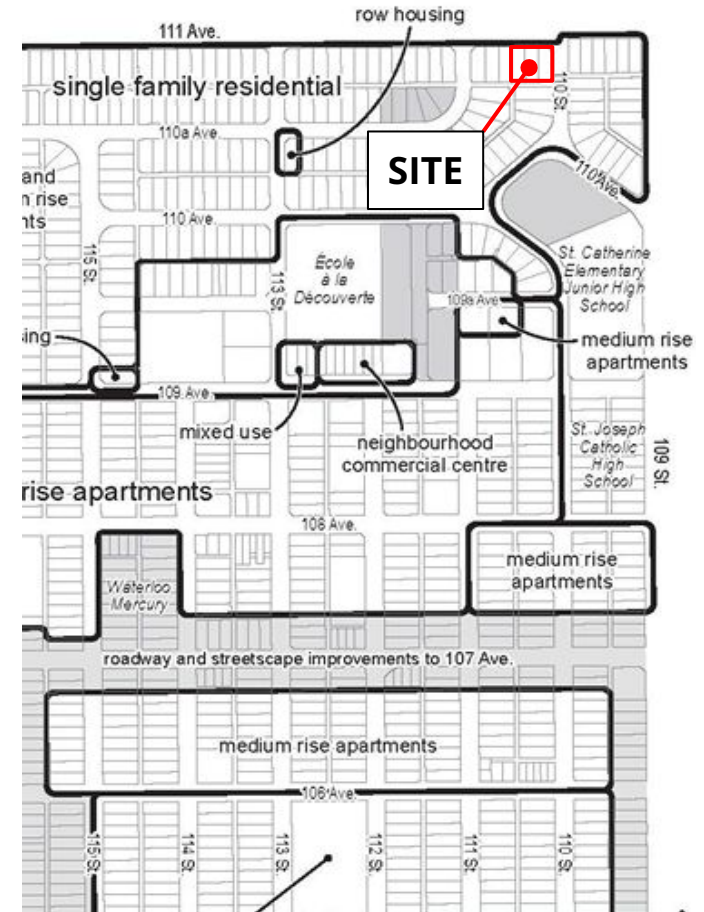 row housing
111 Ave.
single family residential
110 St.
110a Ave.
SITE
110 Ave.
and
rise
110 Ave.
nts
École
à la
Découverte
115 St.
113 St.
St. Catherine
Elementary
Junior High
School
109a Ave
medium rise
apartments
ing
109 Ave.
mixed use
neighbourhood
commercial centre
St. Joseph
Catholic
High
School
109 St.
rise apartments
108 Ave.
medium rise
apartments
Waterloo
Mercury
roadway and streetscape improvements to 107 Ave.
medium rise apartments
106 Ave.
115 St.
114 St.
113 St.
112 St.
111 St.
110 St.